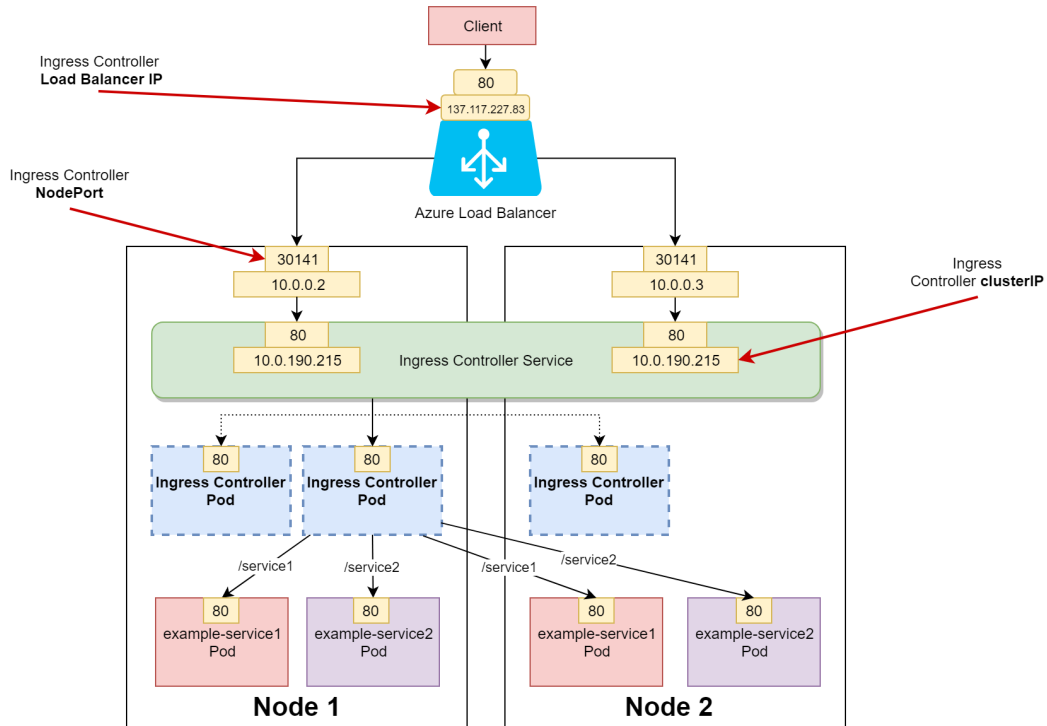 Client
Ingress Controller
Load Balancer IP
80
137.117.227.83
Azure Load Balancer
Ingress Controller
NodePort
30141
10.0.0.2
30141
10.0.0.3
Ingress
Controller clusterIP
80
10.0.190.215
Ingress Controller Service
80
10.0.190.215
80
Ingress Controller
Pod
80
Ingress Controller
Pod
80
Ingress Controller
Pod
/service1
/service2
/service1
/service2
80
example-service1
Pod
80
example-service2
Pod
80
example-service1
Pod
80
example-service2
Pod
Node 1
Node 2